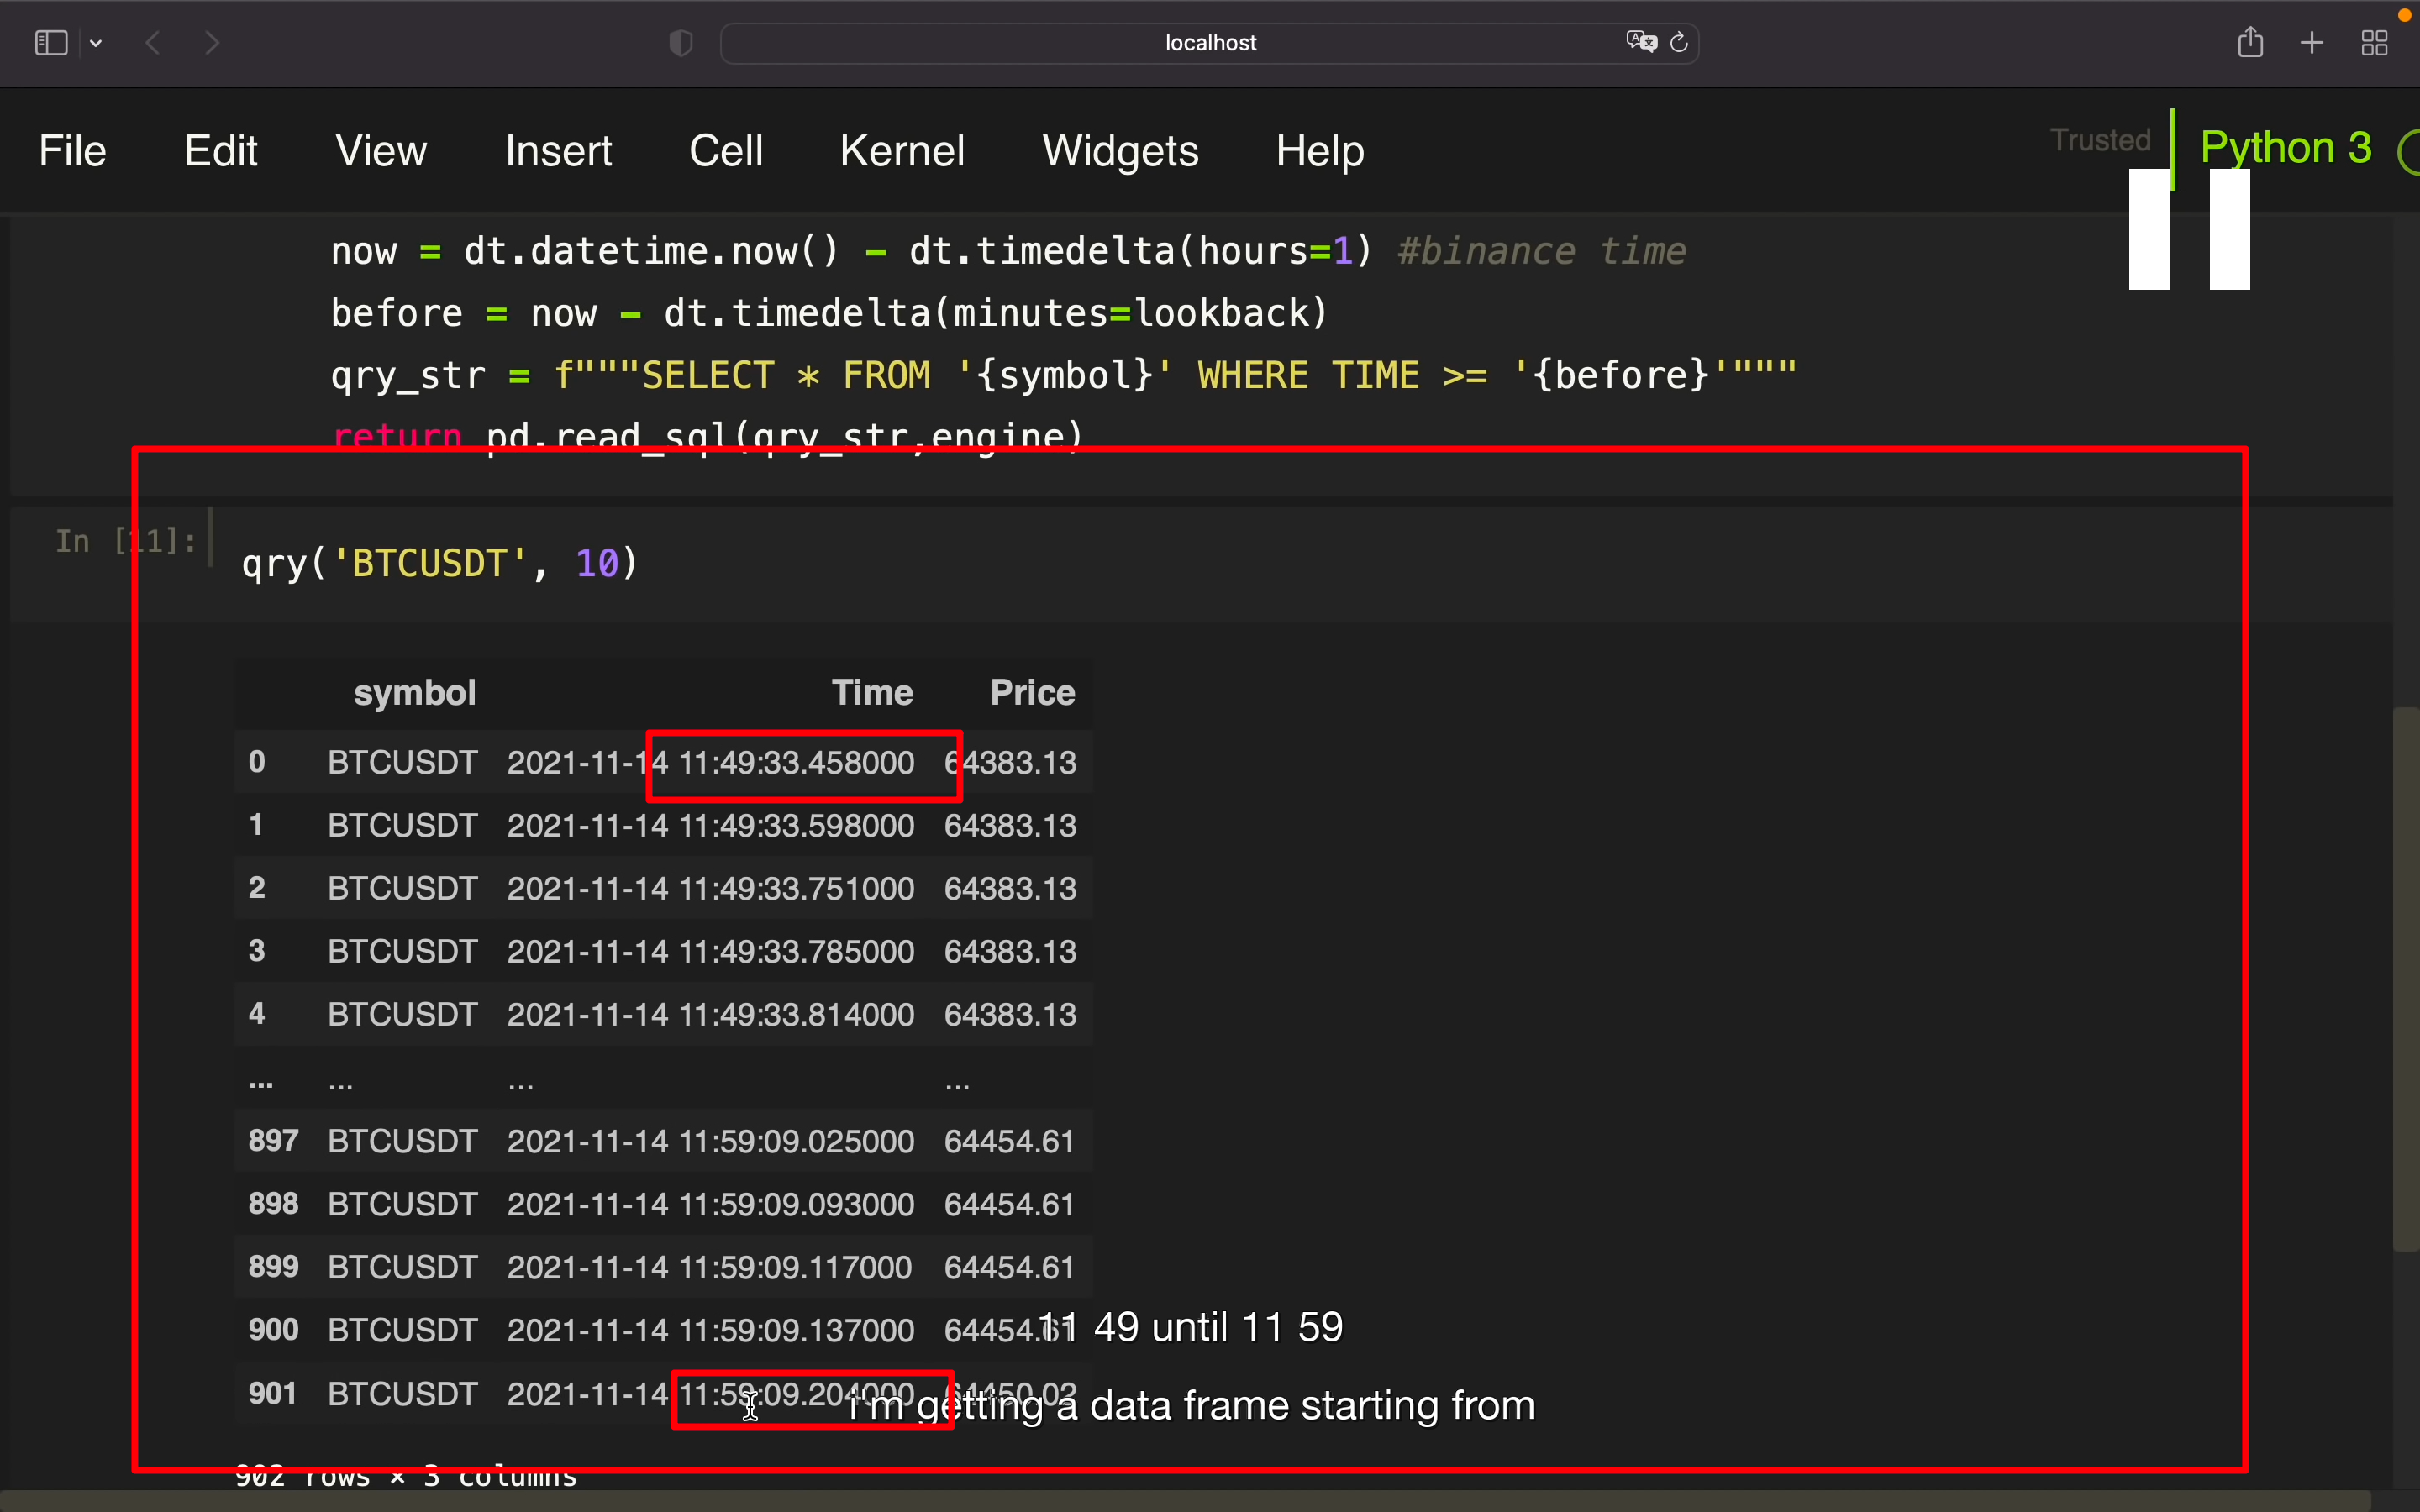 localhost
File Edit View Insert Cell Kernel Widgets Help Trusted Python 3
now = dt.datetime.now() - dt.timedelta(hours=1) #binance time
before = now - dt.timedelta(minutes=lookback)
qry_str = f"""SELECT * FROM '{symbol}' WHERE TIME >= '{before}'"""
return pd.read_sql(qry_str,engine)
In [11]:
qry('BTCUSDT', 10)
symbol Time Price
0 BTCUSDT 2021-11-14 11:49:33.458000 64383.13
1 BTCUSDT 2021-11-14 11:49:33.598000 64383.13
2 BTCUSDT 2021-11-14 11:49:33.751000 64383.13
3 BTCUSDT 2021-11-14 11:49:33.785000 64383.13
4 BTCUSDT 2021-11-14 11:49:33.814000 64383.13
... ... ... ...
897 BTCUSDT 2021-11-14 11:59:09.025000 64454.61
898 BTCUSDT 2021-11-14 11:59:09.093000 64454.61
899 BTCUSDT 2021-11-14 11:59:09.117000 64454.61
900 BTCUSDT 2021-11-14 11:59:09.137000 64454.61
11 49 until 11 59
901 BTCUSDT 2021-11-14 11:59:09.204000 64450.02
i'm getting a data frame starting from
902 rows × 3 columns